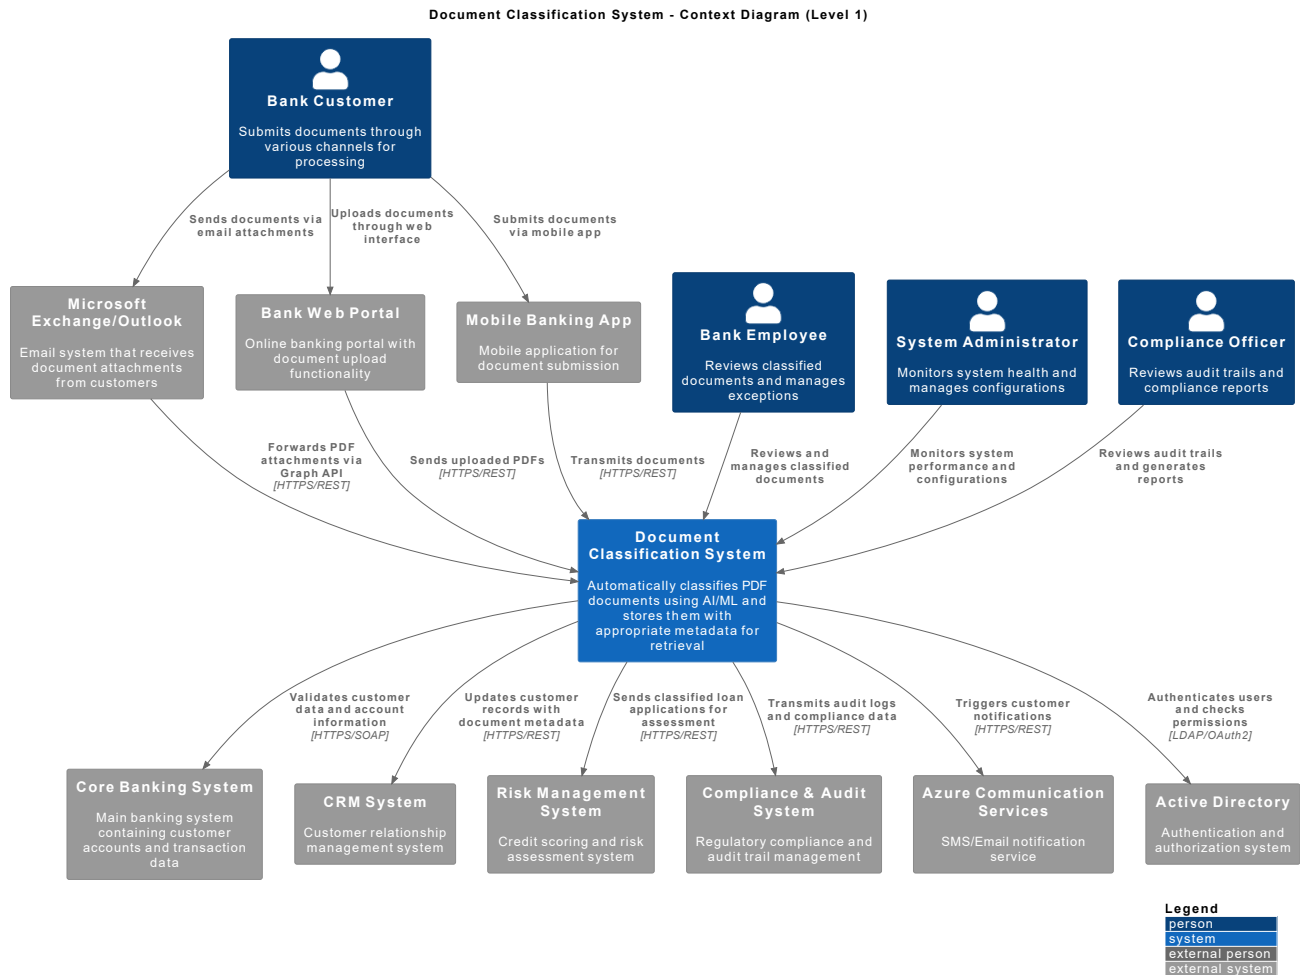 Document Classification System - Context Diagram (Level 1)
Bank Customer
Submits documents through
various channels for
processing
Sends documents via
email attachments
Uploads documents
through web
interface
Submits documents
via mobile app
Microsoft
Exchange/Outlook
Email system that receives
document attachments
from customers
Bank Web Portal
Online banking portal with
document upload
functionality
Mobile Banking App
Mobile application for
document submission
Bank Employee
Reviews classified
documents and manages
exceptions
System Administrator
Monitors system health and
manages configurations
Compliance Officer
Reviews audit trails and
compliance reports
Forwards PDF
attachments via
Graph API
[HTTPS/REST]
Sends uploaded PDFs
[HTTPS/REST]
Transmits documents
[HTTPS/REST]
Reviews and
manages classified
documents
Monitors system
performance and
configurations
Reviews audit trails
and generates
reports
Document
Classification System
Automatically classifies PDF
documents using AI/ML and
stores them with
appropriate metadata for
retrieval
Validates customer
data and account
information
[HTTPS/SOAP]
Updates customer
records with
document metadata
[HTTPS/REST]
Sends classified loan
applications for
assessment
[HTTPS/REST]
Transmits audit logs
and compliance data
[HTTPS/REST]
Triggers customer
notifications
[HTTPS/REST]
Authenticates users
and checks
permissions
[LDAP/OAuth2]
Core Banking System
Main banking system
containing customer
accounts and transaction
data
CRM System
Customer relationship
management system
Risk Management
System
Credit scoring and risk
assessment system
Compliance & Audit
System
Regulatory compliance and
audit trail management
Azure Communication
Services
SMS/Email notification
service
Active Directory
Authentication and
authorization system
Legend
person
system
external person
external system